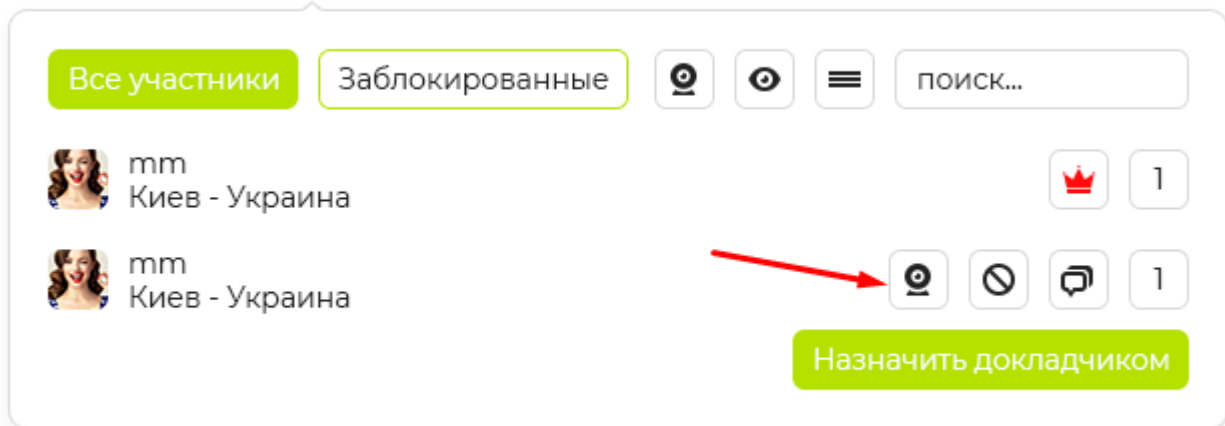 Все участники Заблокированные поиск...
mm 1
Киев - Украина
mm 1
Киев - Украина
Назначить докладчиком